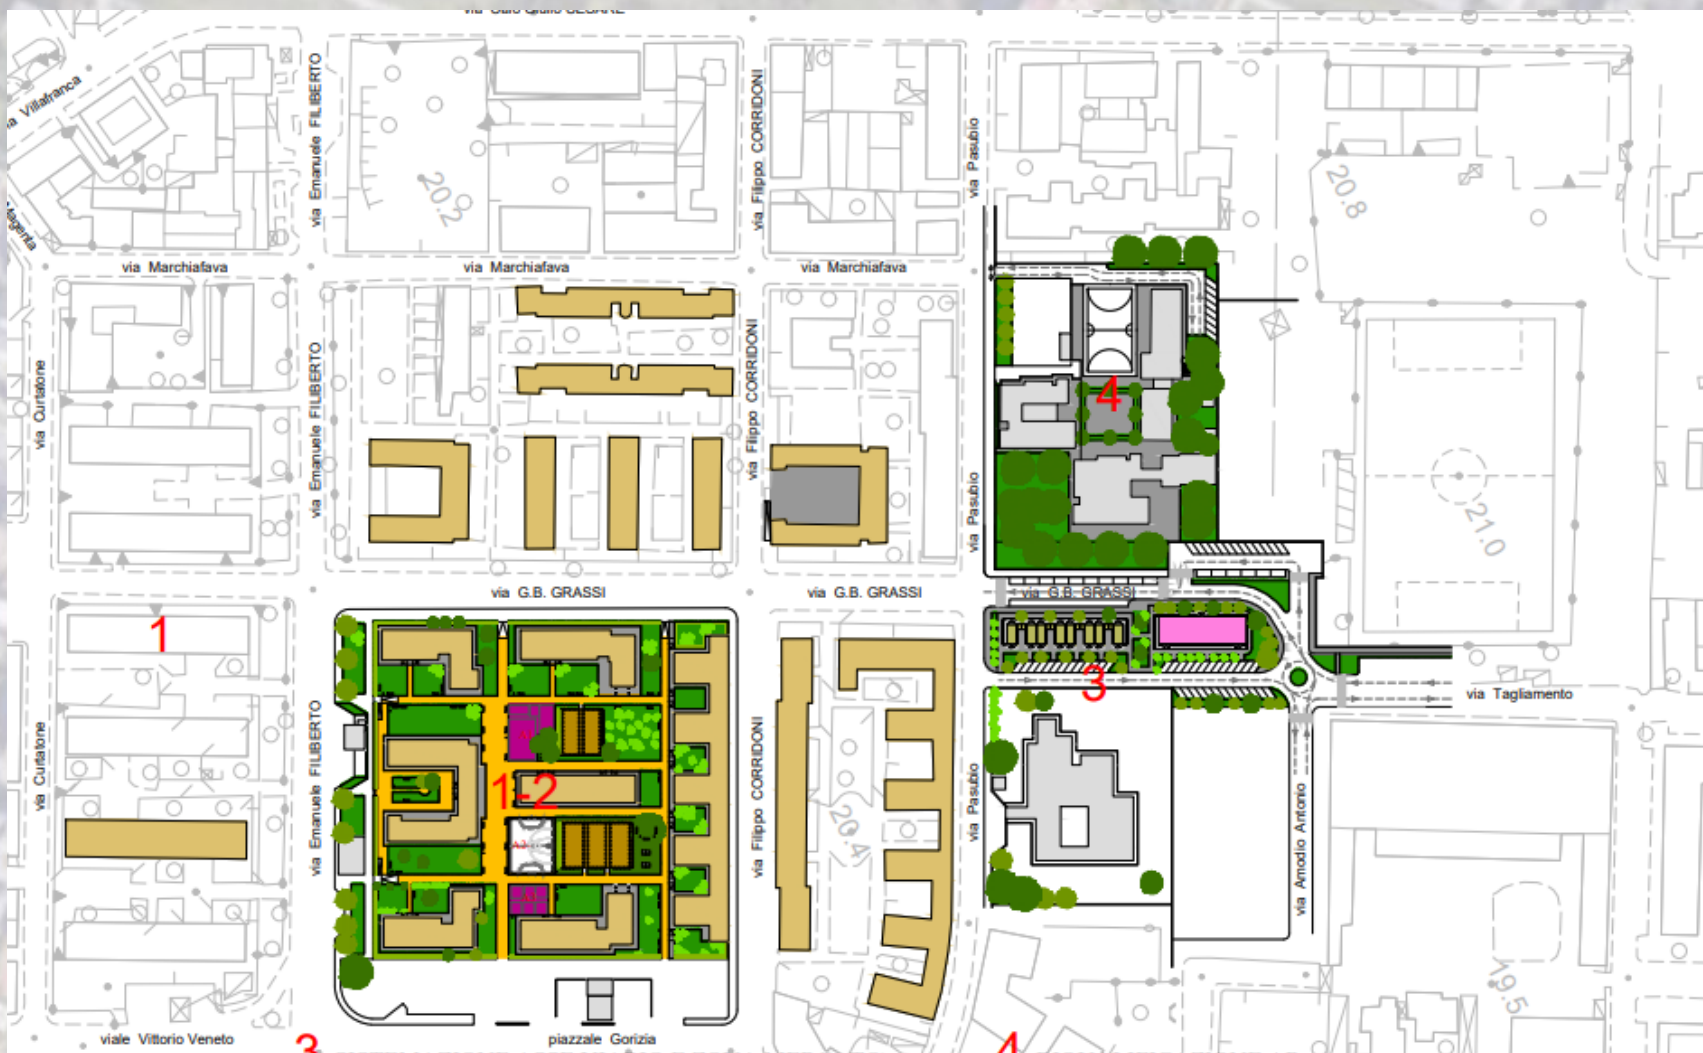 via Villafranca
Magenta
via Emanuele FILIBERTO
via Filippo CORRIDONI
via Pasubio
20.2
20.8
via Marchiafava
via Marchiafava
via Marchiafava
via Curtatone
via Emanuele FILIBERTO
via Filippo CORRIDONI
via Pasubio
4
21.0
via G.B. GRASSI
via G.B. GRASSI
via G.B. GRASSI
1
3
via Tagliamento
via Curtatone
via Emanuele FILIBERTO
1-2
via Filippo CORRIDONI
20.4
via Pasubio
via Amodio Antonio
19.5
viale Vittorio Veneto
3
piazzale Gorizia
4